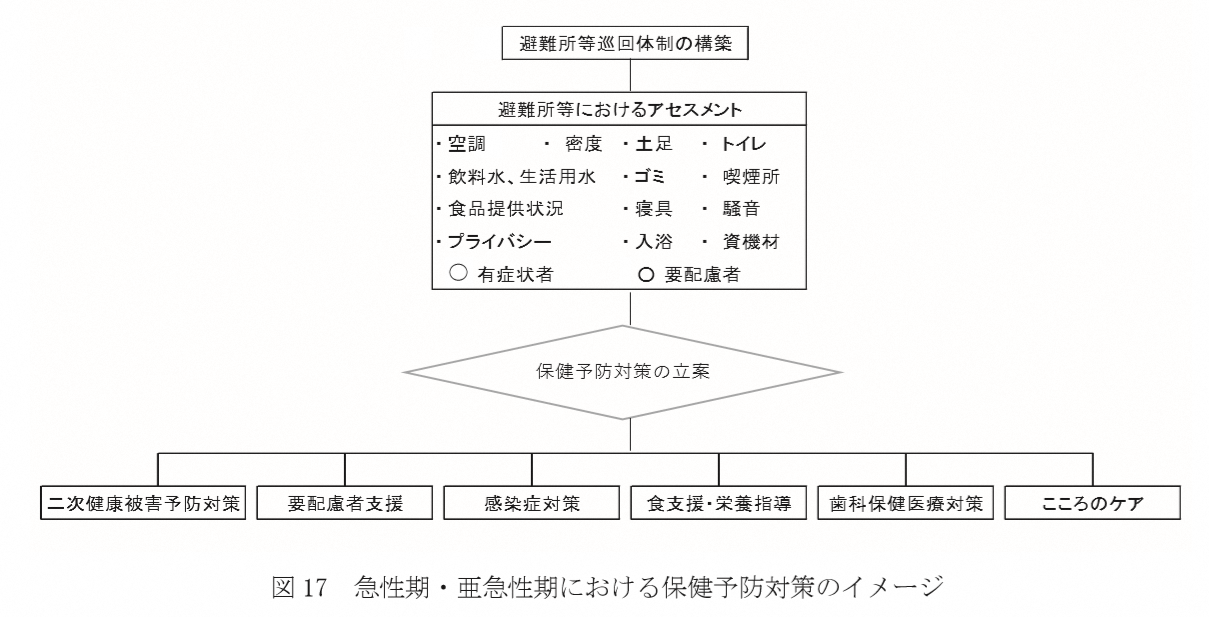 避難所等巡回体制の構築
避難所等におけるアセスメント
・空調 ・ 密度 ・土足 ・ トイレ
・飲料水、生活用水 ・ゴミ ・ 喫煙所
・食品提供状況 ・寝具 ・ 騒音
・プライバシー ・入浴 ・ 資機材
○ 有症状者 ○ 要配慮者
保健予防対策の立案
二次健康被害予防対策 要配慮者支援 感染症対策 食支援・栄養指導 歯科保健医療対策 こころのケア
図 17 急性期・亜急性期における保健予防対策のイメージ